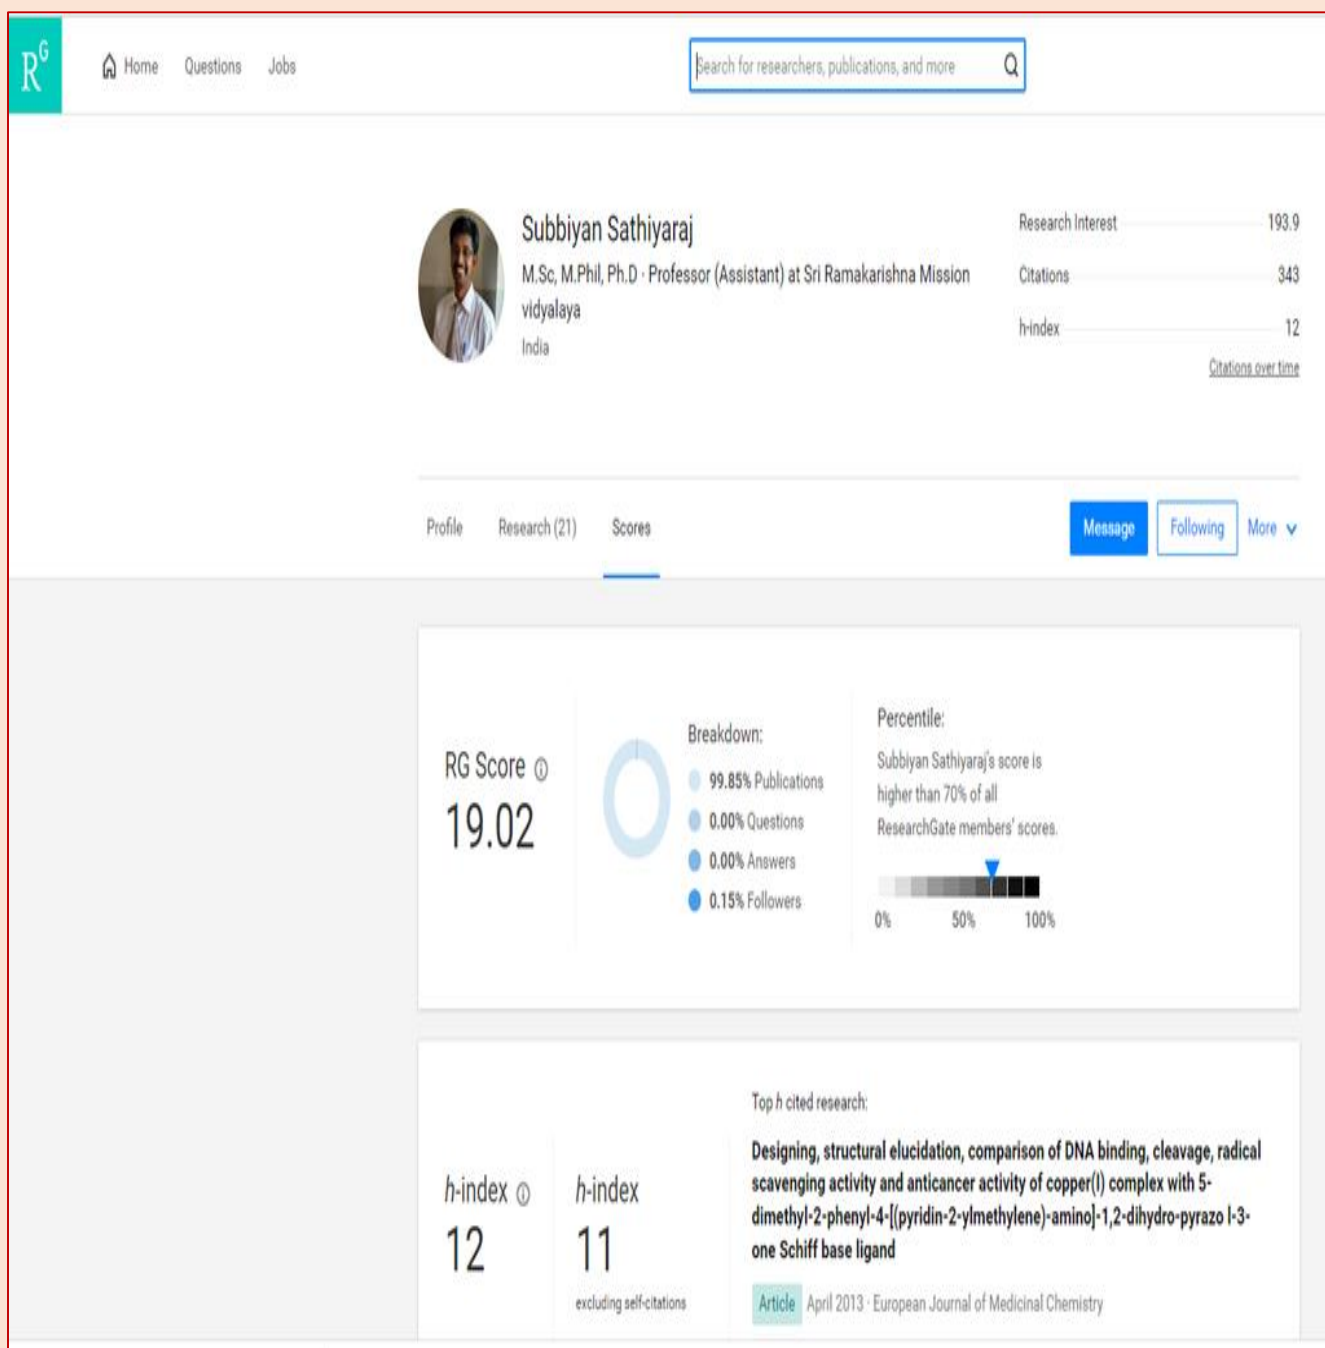 RG
Home Questions Jobs
Search for researchers, publications, and more
Subbiyan Sathiyaraj
M.Sc, M.Phil, Ph.D · Professor (Assistant) at Sri Ramakarishna Mission
vidyalaya
India
Research Interest 193.9
Citations 343
h-index 12
Citations over time
Profile Research (21) Scores
Message Following More
RG Score
19.02
Breakdown:
99.85% Publications
0.00% Questions
0.00% Answers
0.15% Followers
Percentile:
Subbiyan Sathiyaraj's score is
higher than 70% of all
ResearchGate members' scores.
0% 50% 100%
h-index
12
h-index
11
excluding self-citations
Top h cited research:
Designing, structural elucidation, comparison of DNA binding, cleavage, radical
scavenging activity and anticancer activity of copper(I) complex with 5-
dimethyl-2-phenyl-4-[(pyridin-2-ylmethylene)-amino]-1,2-dihydro-pyrazo l-3-
one Schiff base ligand
Article April 2013 · European Journal of Medicinal Chemistry